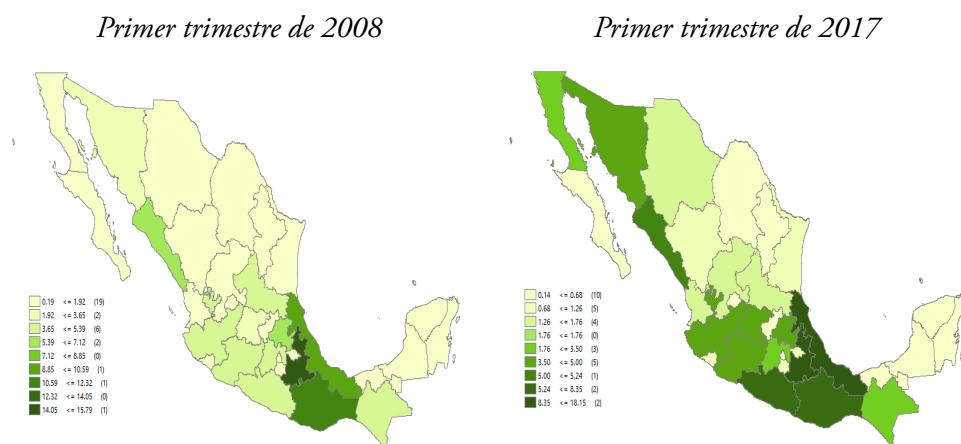 Primer trimestre de 2008
Primer trimestre de 2017
0.19 <= 1.92 (19)
1.92 <= 3.65 (2)
3.65 <= 5.39 (6)
5.39 <= 7.12 (2)
7.12 <= 8.85 (0)
8.85 <= 10.59 (1)
10.59 <= 12.32 (1)
12.32 <= 14.05 (0)
14.05 <= 15.79 (1)
0.14 <= 0.68 (10)
0.68 <= 1.26 (5)
1.26 <= 1.76 (4)
1.76 <= 1.76 (0)
1.76 <= 3.50 (3)
3.50 <= 5.00 (5)
5.00 <= 5.24 (1)
5.24 <= 8.35 (2)
8.35 <= 18.15 (2)